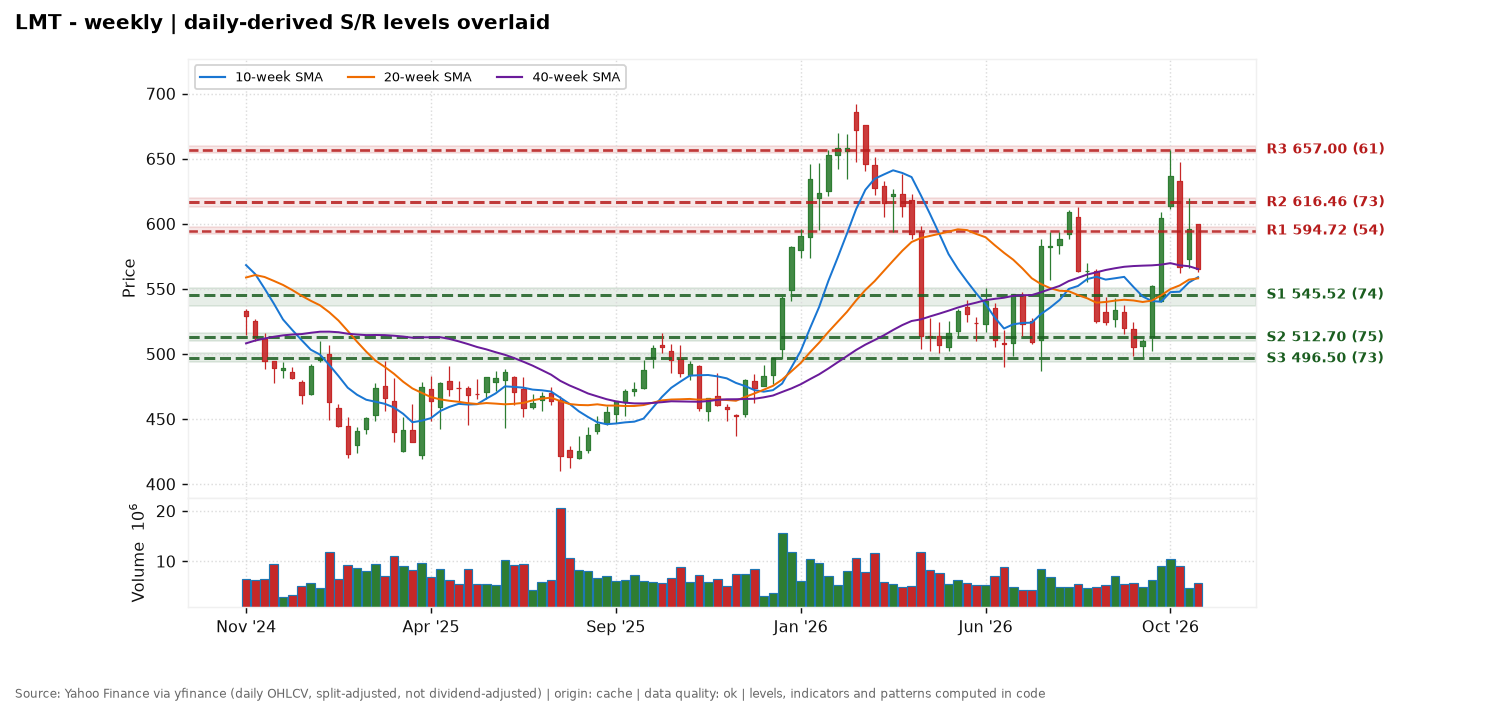 LMT - weekly | daily-derived S/R levels overlaid
10-week SMA 20-week SMA 40-week SMA
Price
700
650
600
550
500
450
400
R3 657.00 (61)
R2 616.46 (73)
R1 594.72 (54)
S1 545.52 (74)
S2 512.70 (75)
S3 496.50 (73)
Volume 10⁶
20
10
Nov '24 Apr '25 Sep '25 Jan '26 Jun '26 Oct '26
Source: Yahoo Finance via yfinance (daily OHLCV, split-adjusted, not dividend-adjusted) | origin: cache | data quality: ok | levels, indicators and patterns computed in code